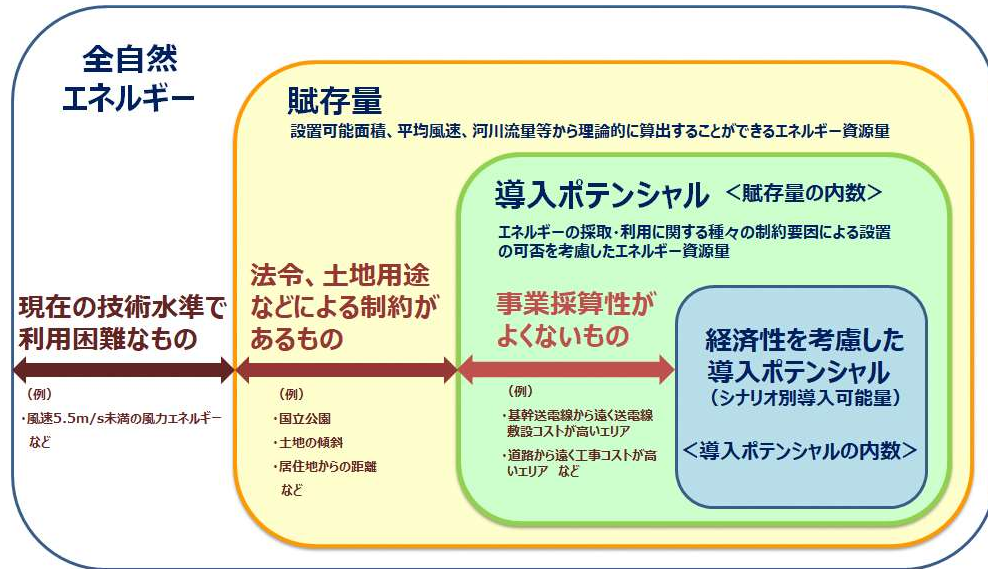 全自然
エネルギー
賦存量
設置可能面積、平均風速、河川流量等から理論的に算出することができるエネルギー資源量
導入ポテンシャル <賦存量の内数>
エネルギーの採取・利用に関する種々の制約要因による設置
の可否を考慮したエネルギー資源量
現在の技術水準で
利用困難なもの
(例)
・風速5.5m/s未満の風力エネルギー
など
法令、土地用途
などによる制約が
あるもの
(例)
・国立公園
・土地の傾斜
・居住地からの距離
など
事業採算性が
よくないもの
(例)
・基幹送電線から遠く送電線
敷設コストが高いエリア
・道路から遠く工事コストが高
いエリア など
経済性を考慮した
導入ポテンシャル
(シナリオ別導入可能量)
<導入ポテンシャルの内数>